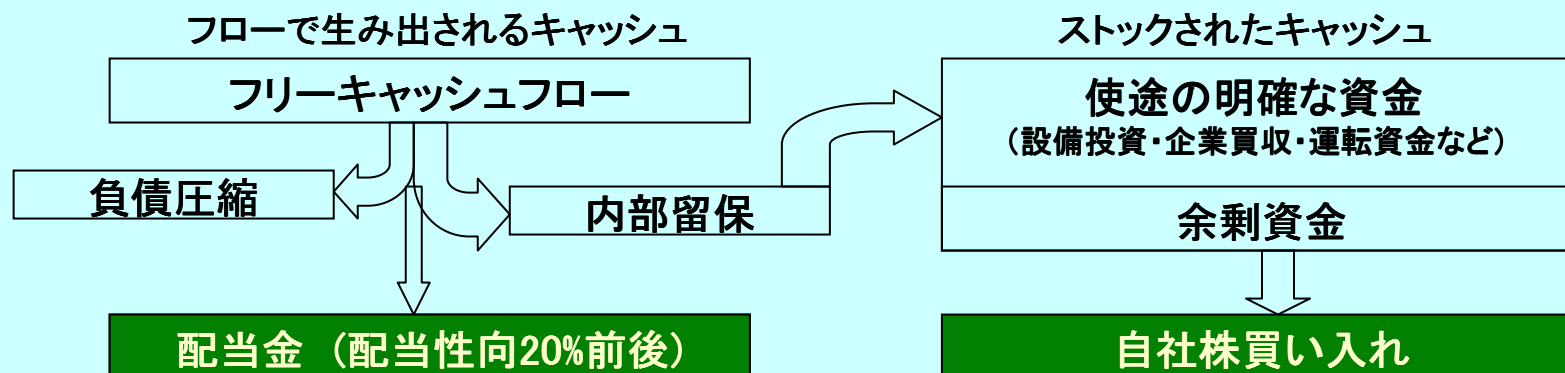 フローで生み出されるキャッシュ
フリーキャッシュフロー
負債圧縮
内部留保
配当金 (配当性向20%前後)
ストックされたキャッシュ
使途の明確な資金
(設備投資・企業買収・運転資金など)
余剰資金
自社株買い入れ